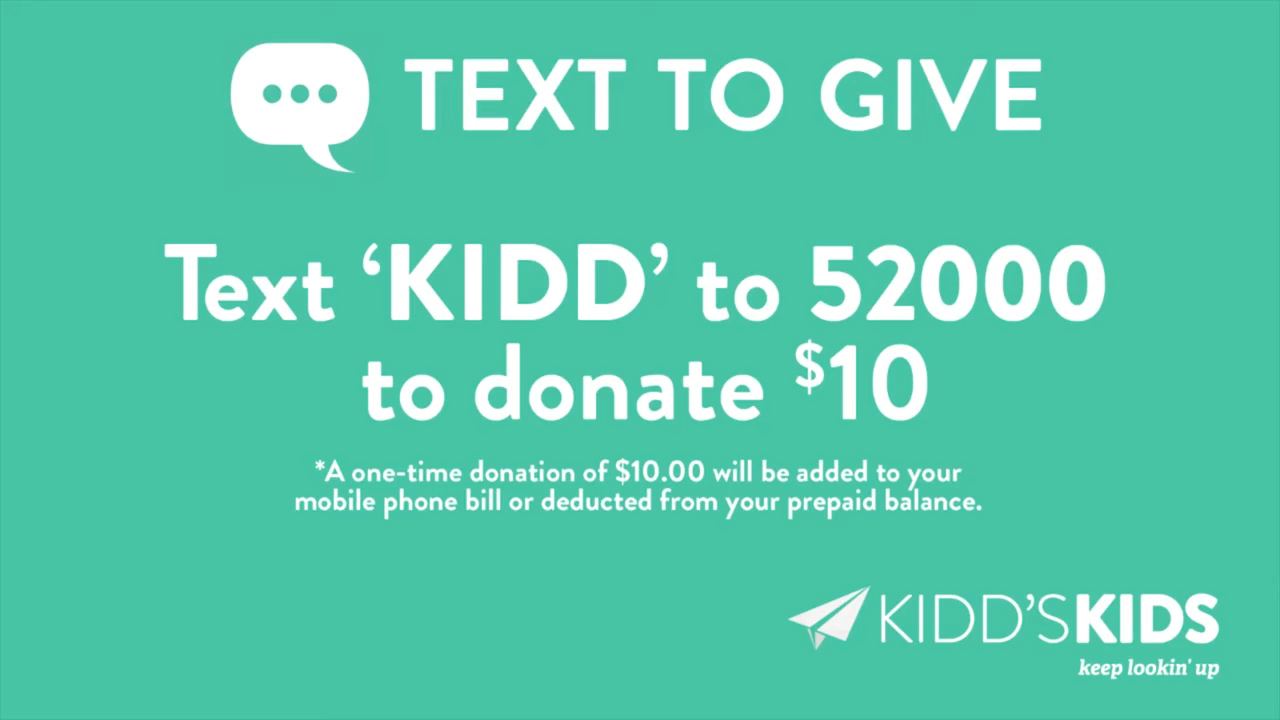 TEXT TO GIVE
Text ‘KIDD’ to 52000
to donate $10
*A one-time donation of $10.00 will be added to your
mobile phone bill or deducted from your prepaid balance.
KIDD’SKIDS
keep lookin' up